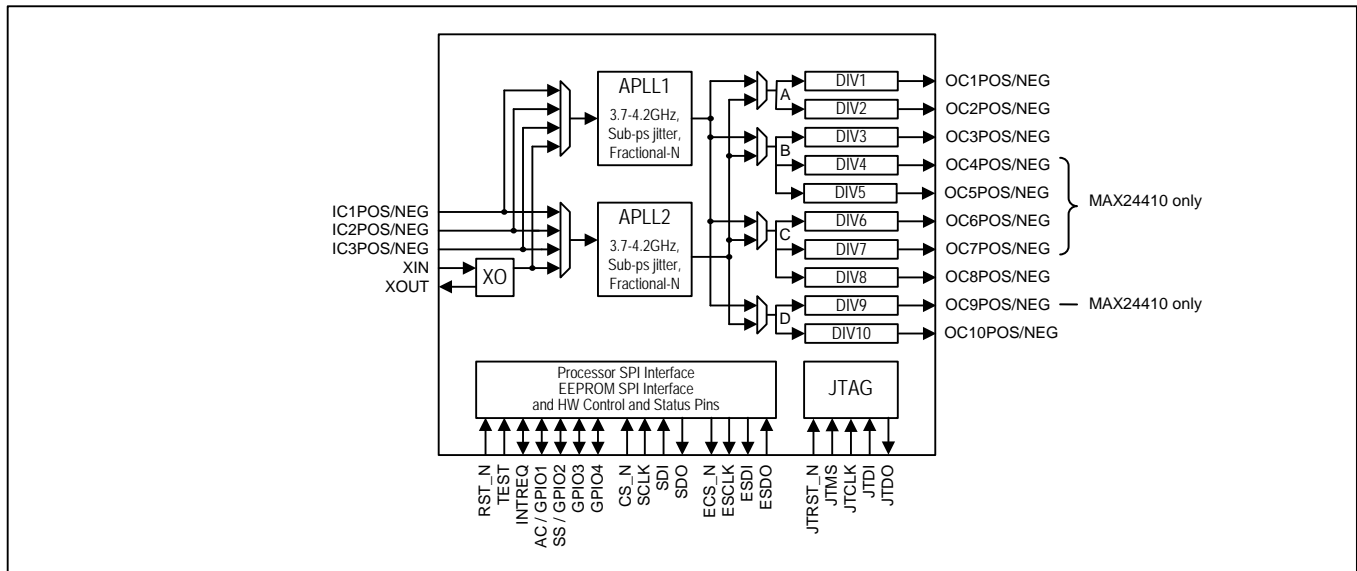 APLL1
3.7-4.2GHz,
Sub-ps jitter,
Fractional-N
APLL2
3.7-4.2GHz,
Sub-ps jitter,
Fractional-N
IC1POS/NEG
IC2POS/NEG
IC3POS/NEG
XIN
XOUT
XO
A
B
C
D
DIV1
DIV2
DIV3
DIV4
DIV5
DIV6
DIV7
DIV8
DIV9
DIV10
OC1POS/NEG
OC2POS/NEG
OC3POS/NEG
OC4POS/NEG
OC5POS/NEG
OC6POS/NEG
OC7POS/NEG
OC8POS/NEG
OC9POS/NEG
OC10POS/NEG
MAX24410 only
MAX24410 only
Processor SPI Interface
EEPROM SPI Interface
and HW Control and Status Pins
JTAG
RST_N
TEST
INTREQ
AC / GPIO1
SS / GPIO2
GPIO3
GPIO4
CS_N
SCLK
SDI
SDO
ECS_N
ESCLK
ESDI
ESDO
JTRST_N
JTMS
JTCLK
JTDI
JTDO